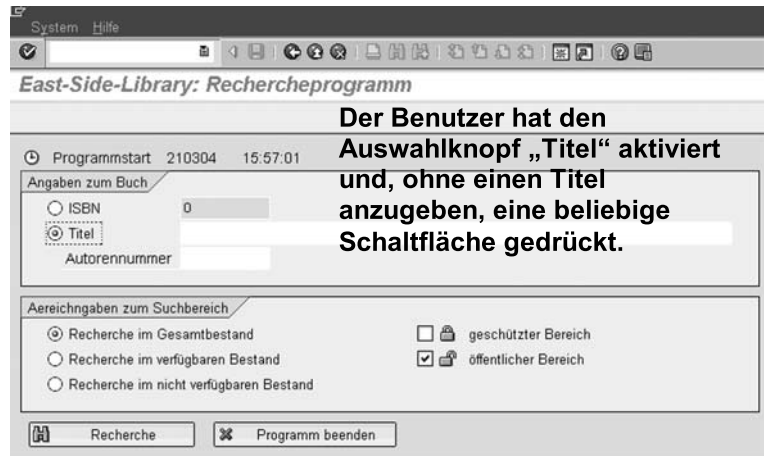 System Hilfe
East-Side-Library: Rechercheprogramm
Der Benutzer hat den
Auswahlknopf „Titel“ aktiviert
und, ohne einen Titel
anzugeben, eine beliebige
Schaltfläche gedrückt.
Programmstart 210304 15:57:01
Angaben zum Buch
ISBN 0
Titel
Autorennummer
Aereichngaben zum Suchbereich
Recherche im Gesamtbestand geschützter Bereich
Recherche im verfügbaren Bestand öffentlicher Bereich
Recherche im nicht verfügbaren Bestand
Recherche Programm beenden